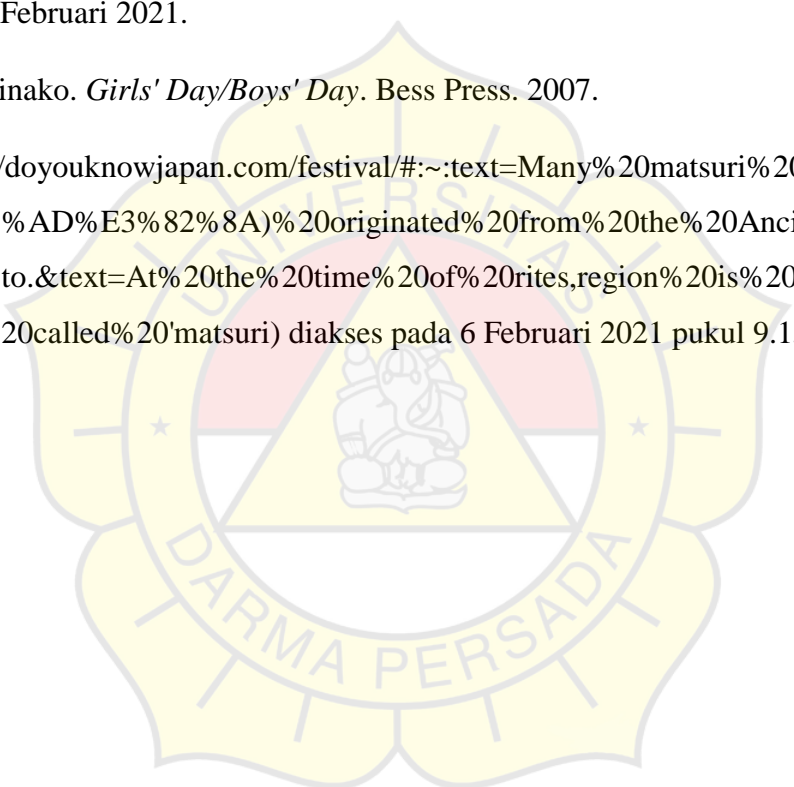 Februari 2021.
inako. Girls' Day/Boys' Day. Bess Press. 2007.
/doyouknowjapan.com/festival/#:~:text=Many%20matsuri%20
%AD%E3%82%8A)%20originated%20from%20the%20Anci
to.&text=At%20the%20time%20of%20rites,region%20is%20
20called%20'matsuri) diakses pada 6 Februari 2021 pukul 9.1
UNIVERSITAS
DARMA PERSADA